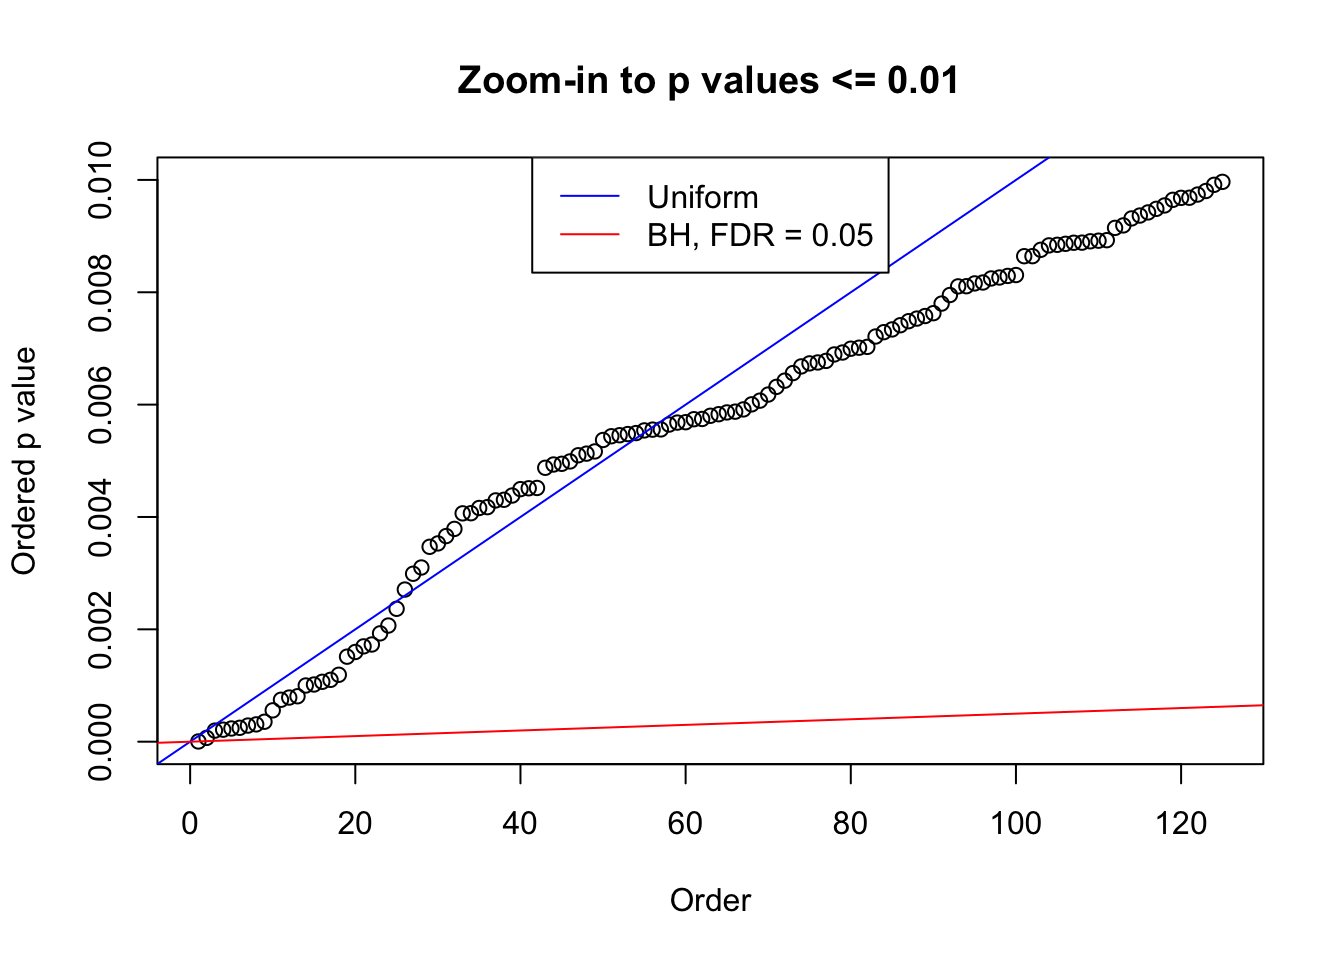 Zoom-in to p values <= 0.01
Uniform
BH, FDR = 0.05
Ordered p value
0.010
0.008
0.006
0.004
0.002
0.000
0 20 40 60 80 100 120
Order